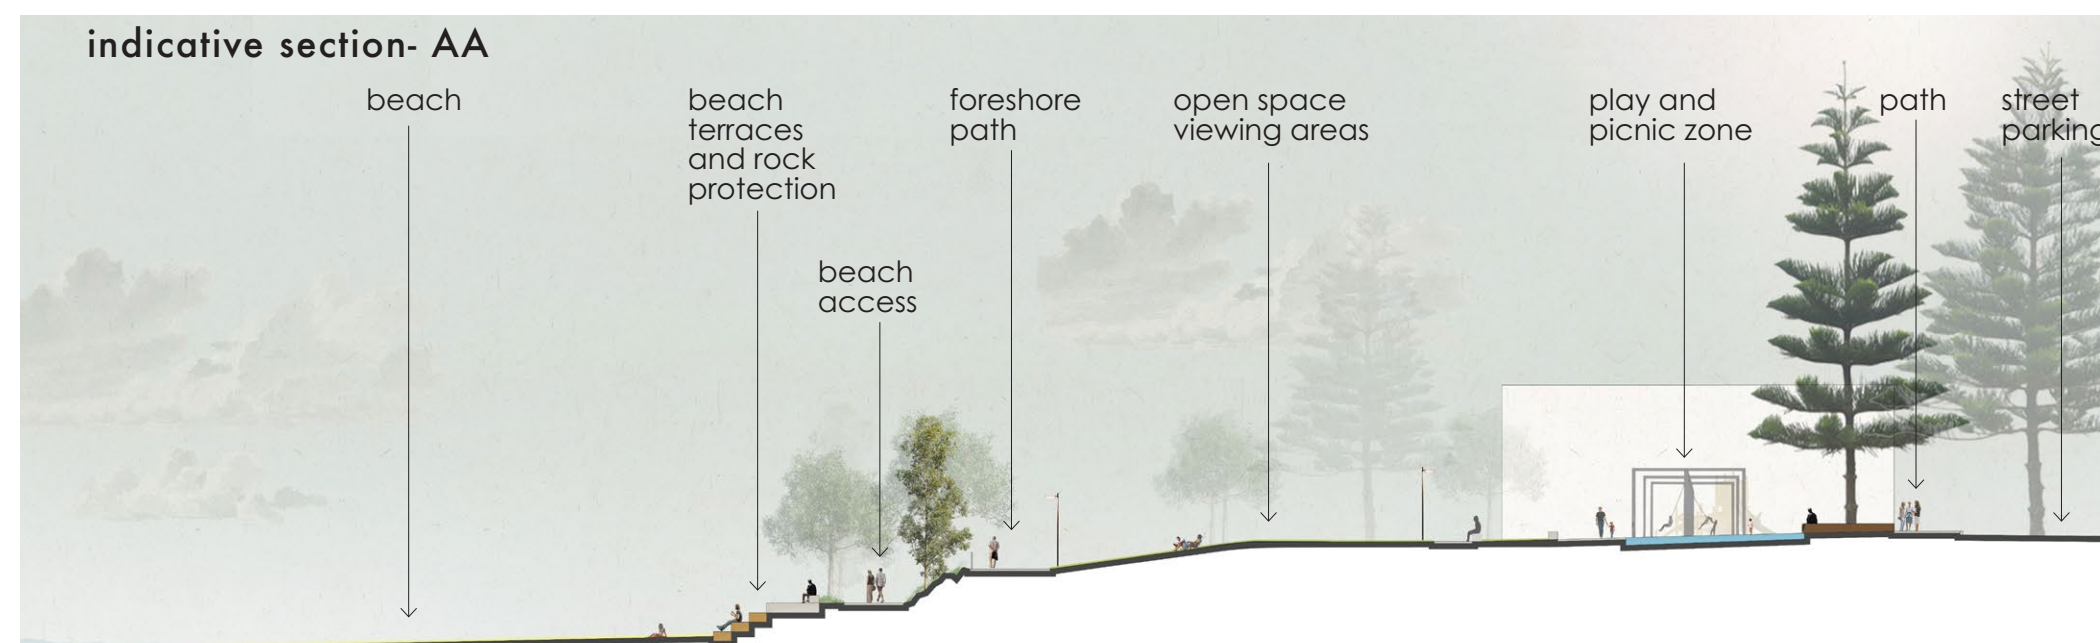 indicative section- AA
beach
beach
terraces
and rock
protection
beach
access
foreshore
path
open space
viewing areas
play and
picnic zone
path
street
parking